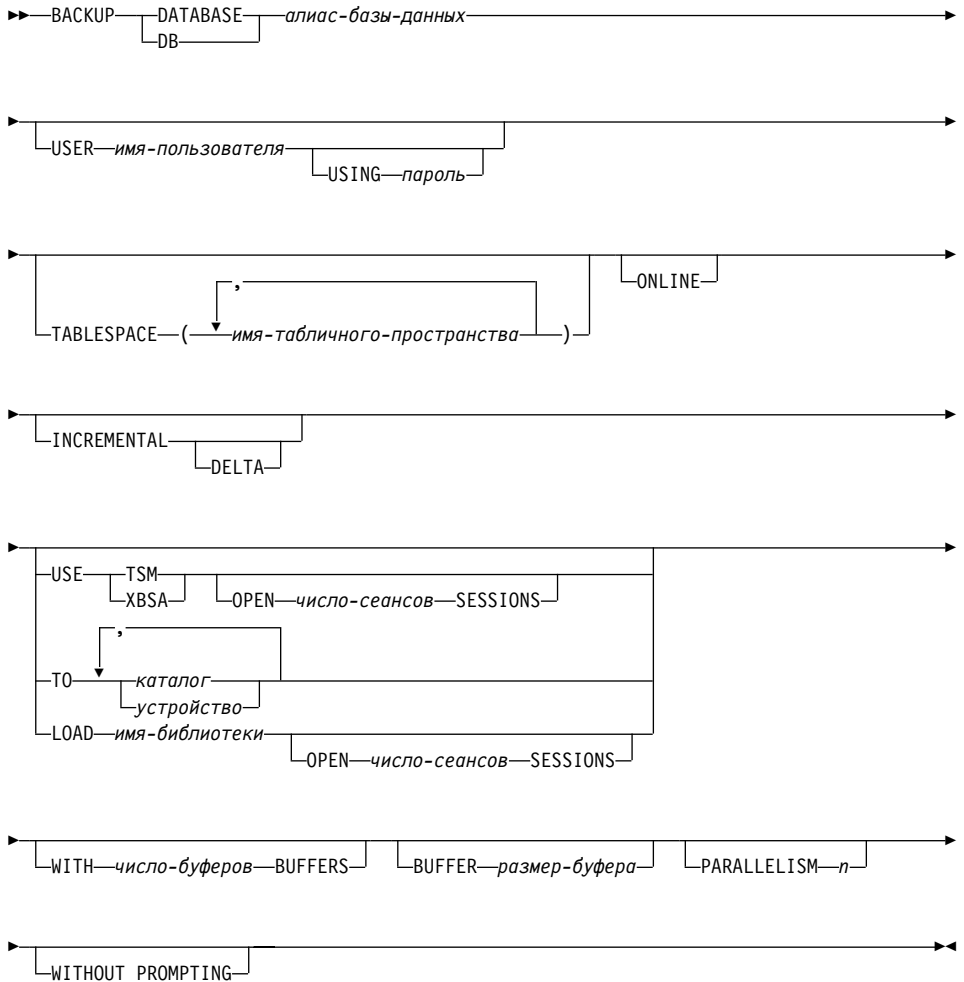 BACKUP DATABASE алиас-базы-данных
DB
USER имя-пользователя
USING пароль
,
ONLINE
TABLESPACE ( имя-табличного-пространства )
INCREMENTAL
DELTA
USE TSM
XBSA OPEN число-сеансов SESSIONS
,
TO каталог
устройство
LOAD имя-библиотеки
OPEN число-сеансов SESSIONS
WITH число-буферов BUFFERS BUFFER размер-буфера PARALLELISM n
WITHOUT PROMPTING